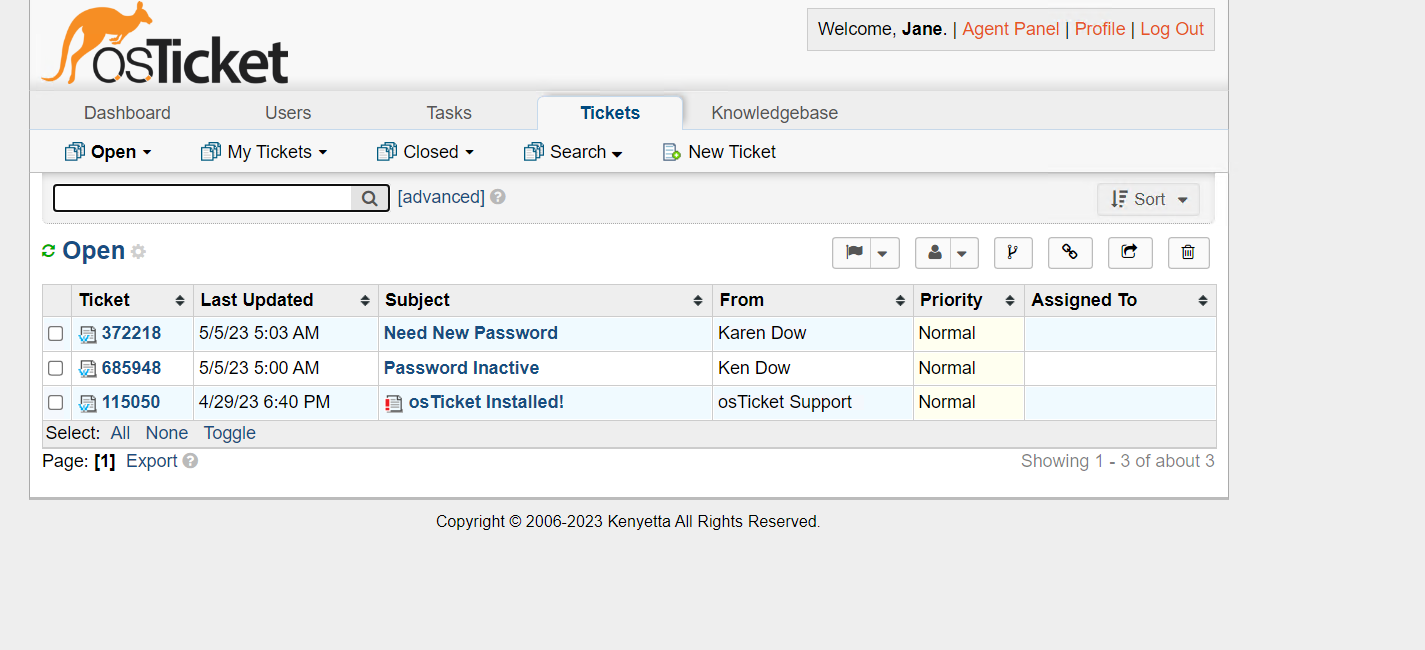 osTicket
Welcome, Jane. | Agent Panel | Profile | Log Out
Dashboard Users Tasks Tickets Knowledgebase
Open My Tickets Closed Search New Ticket
[advanced] ? Sort
Open
Ticket Last Updated Subject From Priority Assigned To
372218 5/5/23 5:03 AM Need New Password Karen Dow Normal
685948 5/5/23 5:00 AM Password Inactive Ken Dow Normal
115050 4/29/23 6:40 PM osTicket Installed! osTicket Support Normal
Select: All None Toggle
Page: [1] Export ? Showing 1 - 3 of about 3
Copyright © 2006-2023 Kenyetta All Rights Reserved.